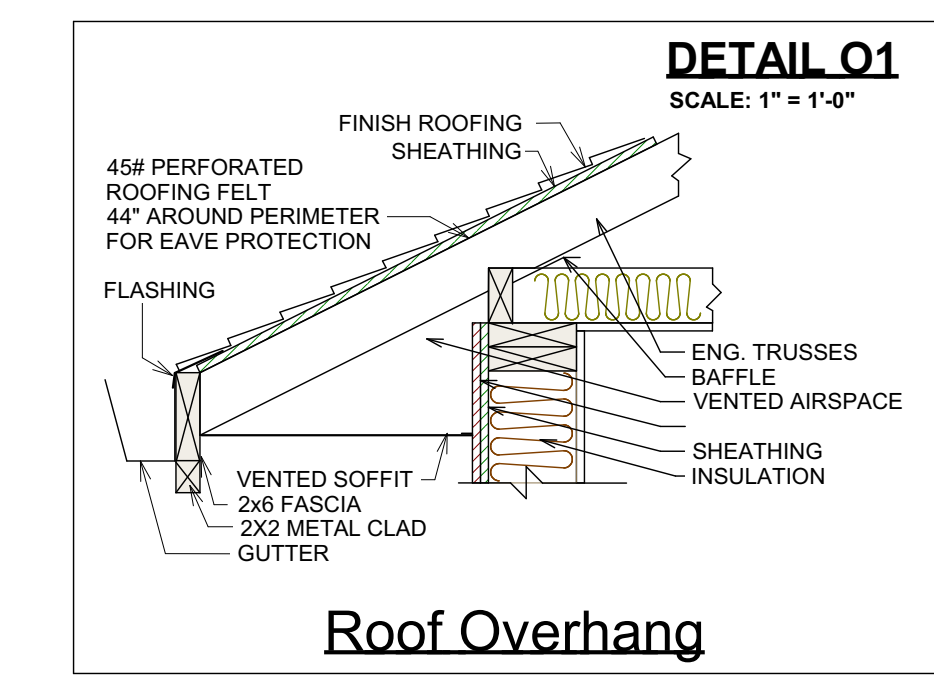 DETAIL O1
SCALE: 1" = 1'-0"
FINISH ROOFING
SHEATHING
45# PERFORATED
ROOFING FELT
44" AROUND PERIMETER
FOR EAVE PROTECTION
FLASHING
ENG. TRUSSES
BAFFLE
VENTED AIRSPACE
SHEATHING
INSULATION
VENTED SOFFIT
2x6 FASCIA
2X2 METAL CLAD
GUTTER
Roof Overhang